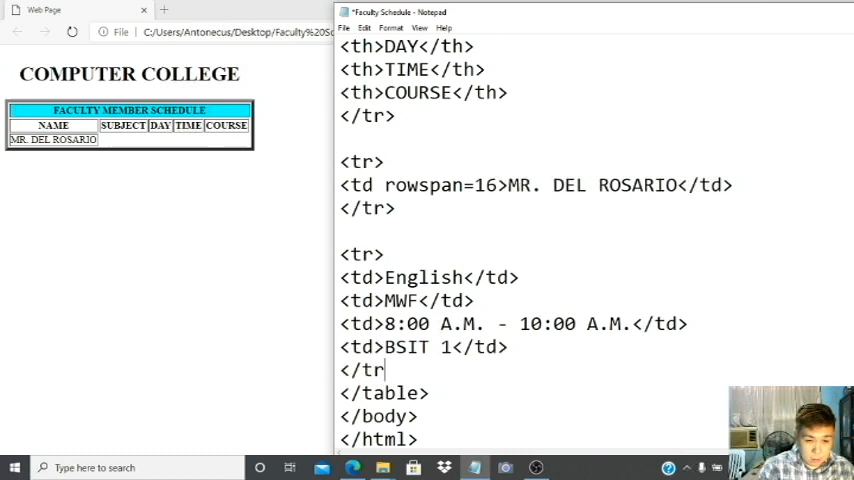 Web Page
File
C:/Users/Antonecus/Desktop/Faculty%20Sc
COMPUTER COLLEGE
FACULTY MEMBER SCHEDULE
NAME SUBJECT DAY TIME COURSE
MR. DEL ROSARIO
*Faculty Schedule - Notepad
File Edit Format View Help
<th>DAY</th>
<th>TIME</th>
<th>COURSE</th>
</tr>
<tr>
<td rowspan=16>MR. DEL ROSARIO</td>
</tr>
<tr>
<td>English</td>
<td>MWF</td>
<td>8:00 A.M. - 10:00 A.M.</td>
<td>BSIT 1</td>
</tr
</table>
</body>
</html>
Type here to search